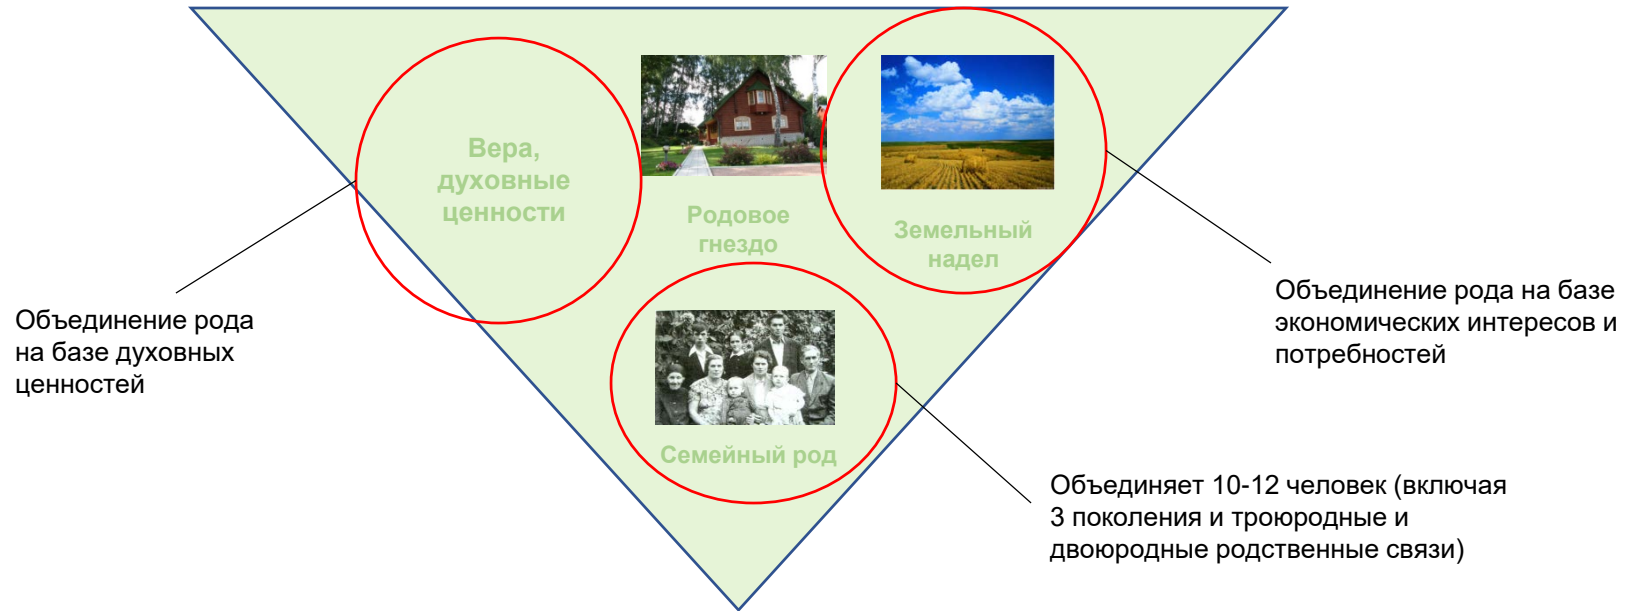 Вера,
духовные
ценности
Родовое
гнездо
Земельный
надел
Семейный род
Объединение рода
на базе духовных
ценностей
Объединение рода на базе
экономических интересов и
потребностей
Объединяет 10-12 человек (включая
3 поколения и троюродные и
двоюродные родственные связи)